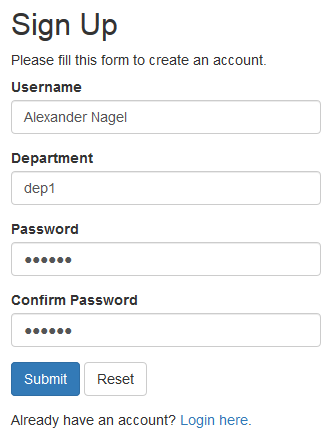 Sign Up
Please fill this form to create an account.
Username
Alexander Nagel
Department
dep1
Password
●●●●●●
Confirm Password
●●●●●●
Submit Reset
Already have an account? Login here.